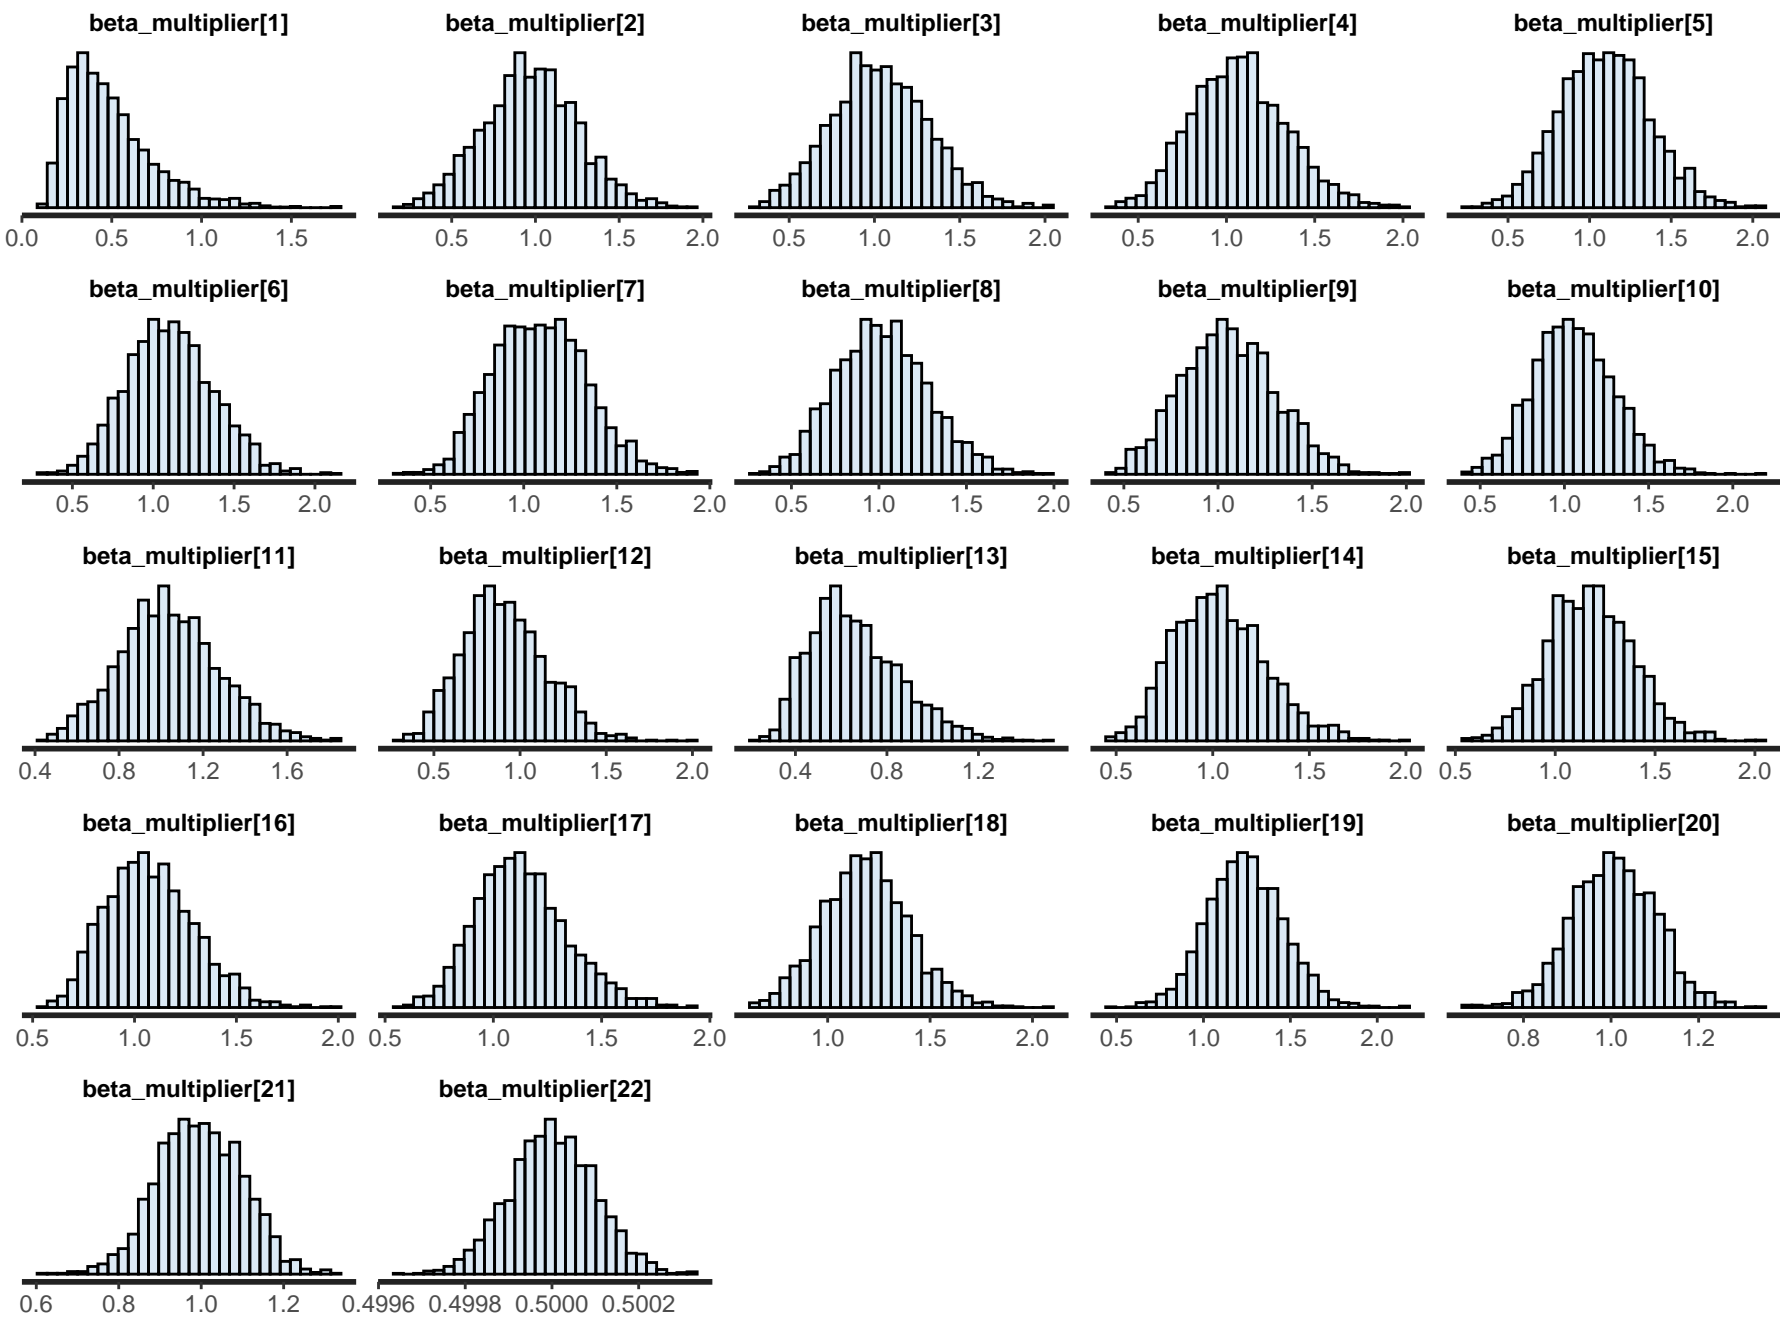 beta_multiplier[1] beta_multiplier[2] beta_multiplier[3] beta_multiplier[4] beta_multiplier[5]
0.0 0.5 1.0 1.5 0.5 1.0 1.5 2.0 0.5 1.0 1.5 2.0 0.5 1.0 1.5 2.0 0.5 1.0 1.5 2.0
beta_multiplier[6] beta_multiplier[7] beta_multiplier[8] beta_multiplier[9] beta_multiplier[10]
0.5 1.0 1.5 2.0 0.5 1.0 1.5 2.0 0.5 1.0 1.5 2.0 0.5 1.0 1.5 2.0 0.5 1.0 1.5 2.0
beta_multiplier[11] beta_multiplier[12] beta_multiplier[13] beta_multiplier[14] beta_multiplier[15]
0.4 0.8 1.2 1.6 0.5 1.0 1.5 2.0 0.4 0.8 1.2 0.5 1.0 1.5 2.0 0.5 1.0 1.5 2.0
beta_multiplier[16] beta_multiplier[17] beta_multiplier[18] beta_multiplier[19] beta_multiplier[20]
0.5 1.0 1.5 2.0 0.5 1.0 1.5 2.0 1.0 1.5 2.0 0.5 1.0 1.5 2.0 0.8 1.0 1.2
beta_multiplier[21] beta_multiplier[22]
0.6 0.8 1.0 1.2 0.4996 0.4998 0.5000 0.5002